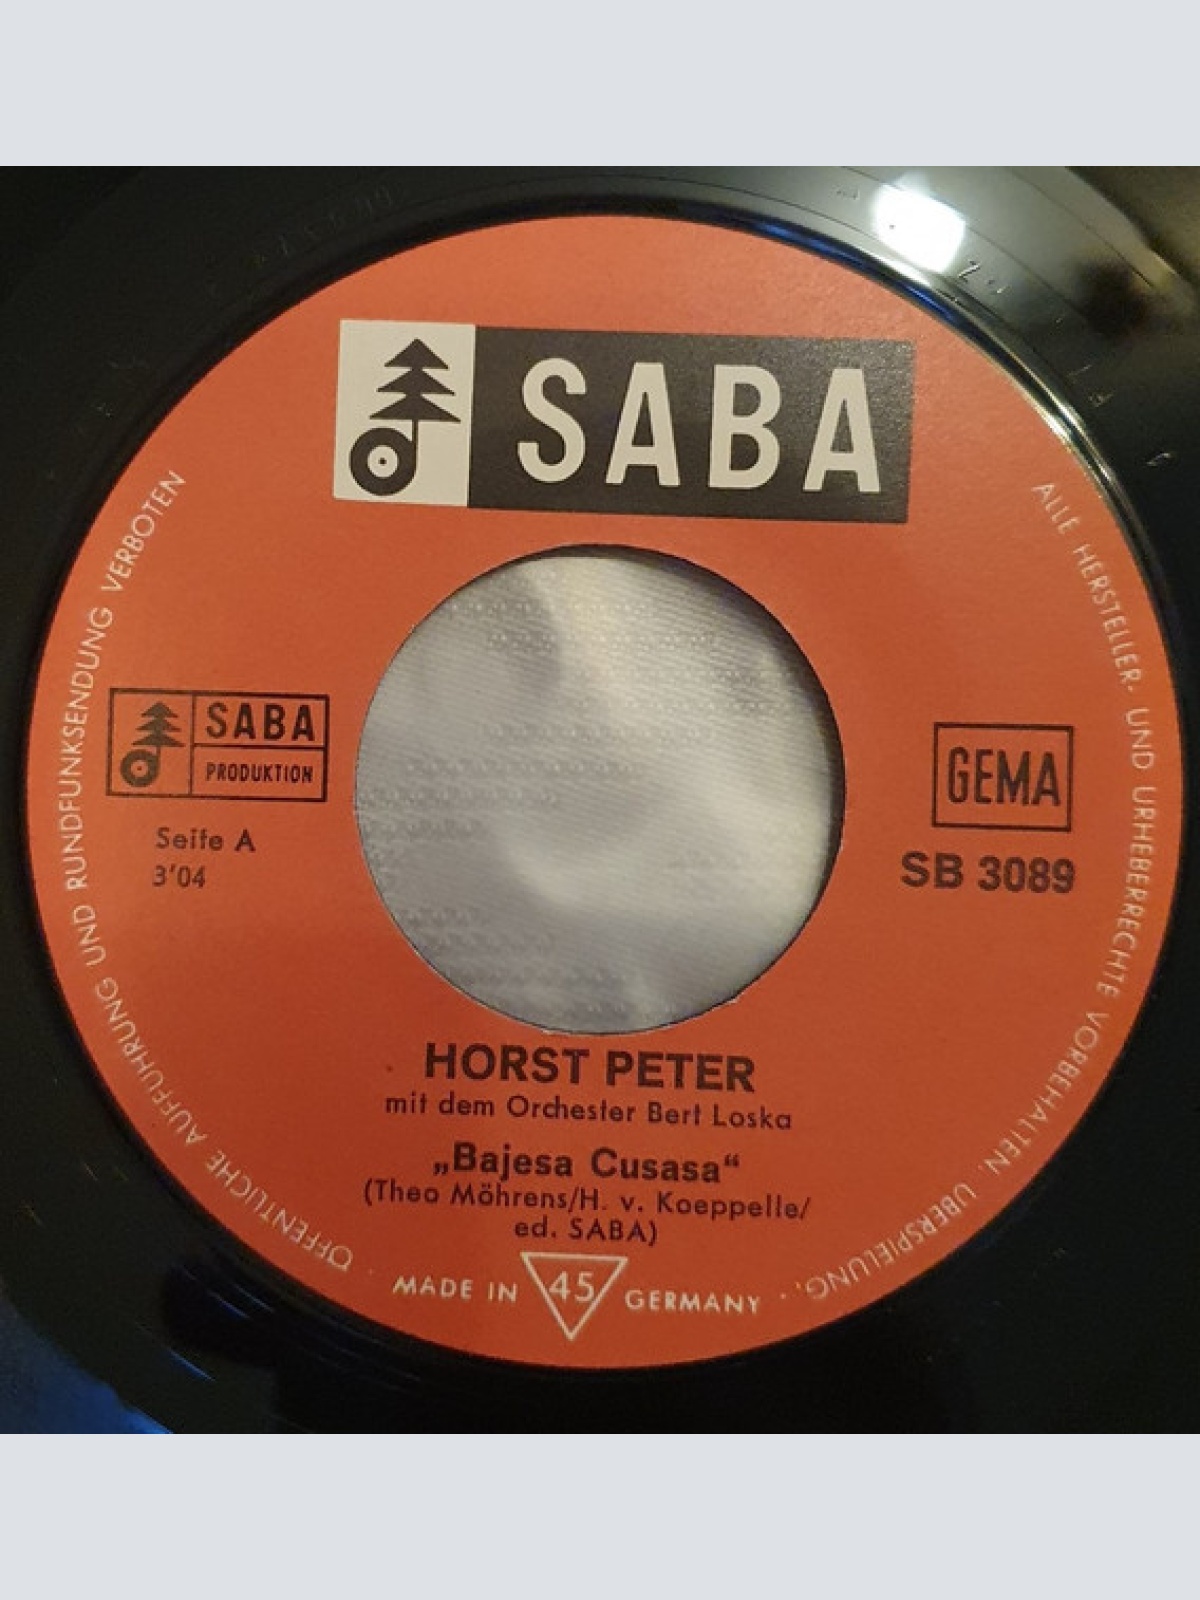 SABA
SABA
PRODUKTION
Seite A
3'04
GEMA
SB 3089
HORST PETER
mit dem Orchester Bert Loska
„Bajesa Cusasa“
(Theo Möhrens/H. v. Koeppelle/
ed. SABA)
MADE IN 45 GERMANY
ALLE HERSTELLER- UND URHEBERRECHTE VORBEHALTEN. ÜBERSPIELUNG,
ÖFFENTLICHE AUFFÜHRUNG UND RUNDFUNKSENDUNG VERBOTEN